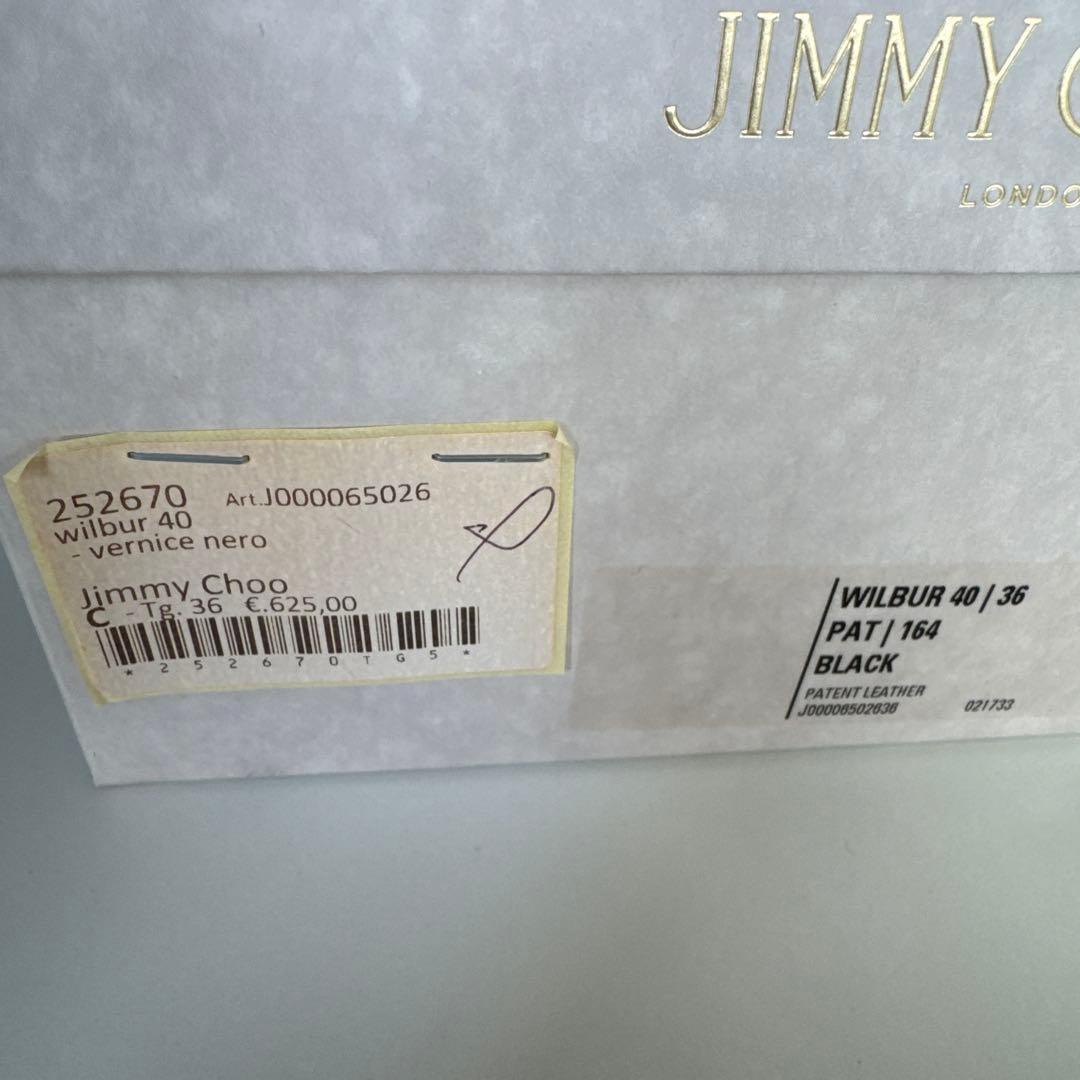 JIMMY
LONDO
252670 Art.J000065026
wilbur 40
- vernice nero
Jimmy Choo
C - Tg. 36 €.625,00
* 2 5 2 6 7 0 T G 5 *
WILBUR 40 / 36
PAT / 164
BLACK
PATENT LEATHER
J00006502636 021733